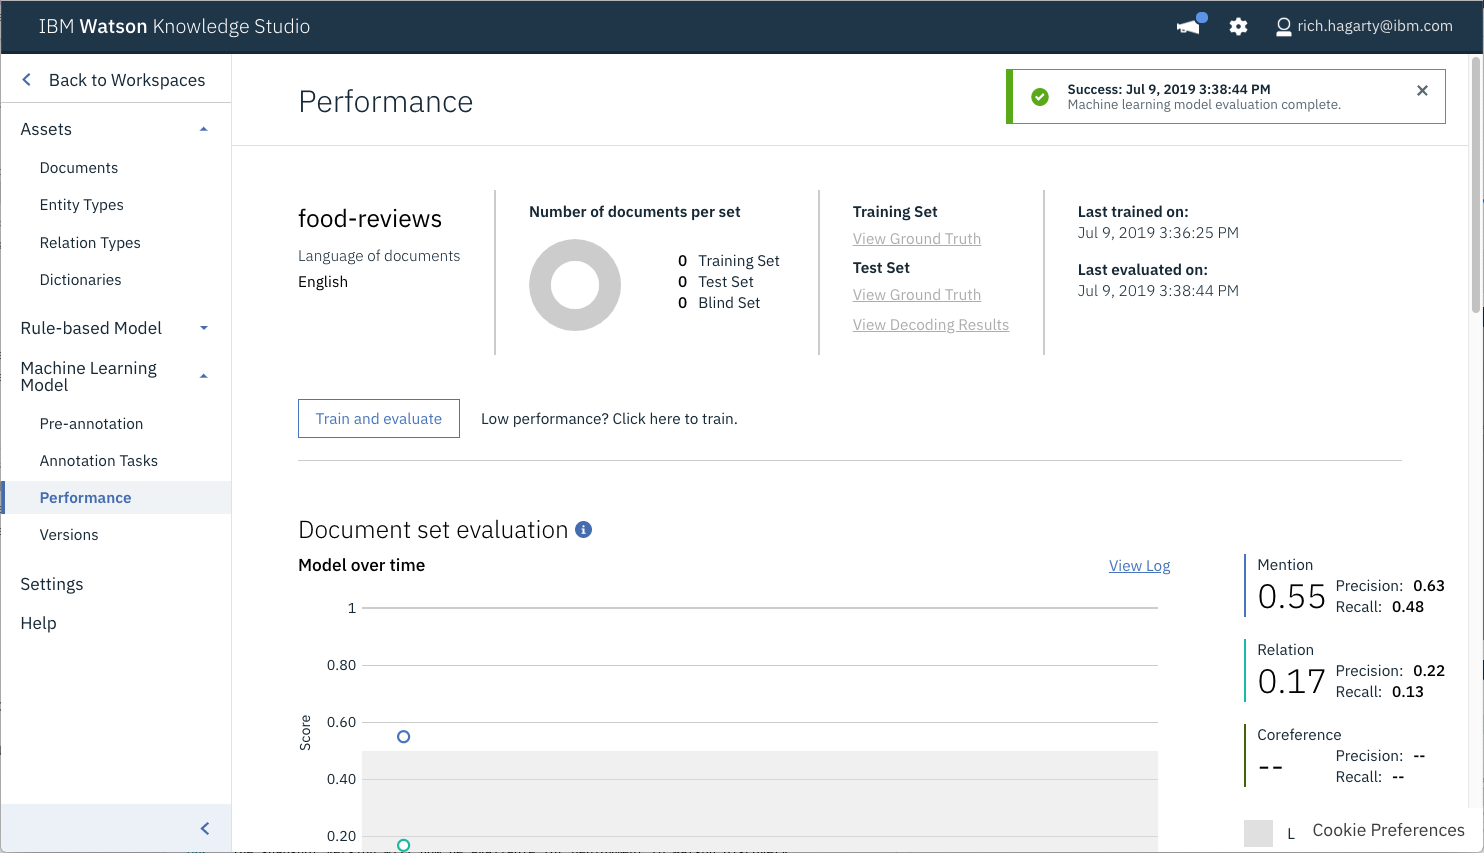 IBM Watson Knowledge Studio
rich.hagarty@ibm.com
Back to Workspaces
Assets
Documents
Entity Types
Relation Types
Dictionaries
Rule-based Model
Machine Learning
Model
Pre-annotation
Annotation Tasks
Performance
Versions
Settings
Help
Performance
Success: Jul 9, 2019 3:38:44 PM
Machine learning model evaluation complete.
food-reviews
Language of documents
English
Number of documents per set
0 Training Set
0 Test Set
0 Blind Set
Training Set
View Ground Truth
Test Set
View Ground Truth
View Decoding Results
Last trained on:
Jul 9, 2019 3:36:25 PM
Last evaluated on:
Jul 9, 2019 3:38:44 PM
Train and evaluate
Low performance? Click here to train.
Document set evaluation
Model over time
View Log
1
0.80
0.60
0.40
0.20
Score
Mention
0.55
Precision: 0.63
Recall: 0.48
Relation
0.17
Precision: 0.22
Recall: 0.13
Coreference
--
Precision: --
Recall: --
L
Cookie Preferences